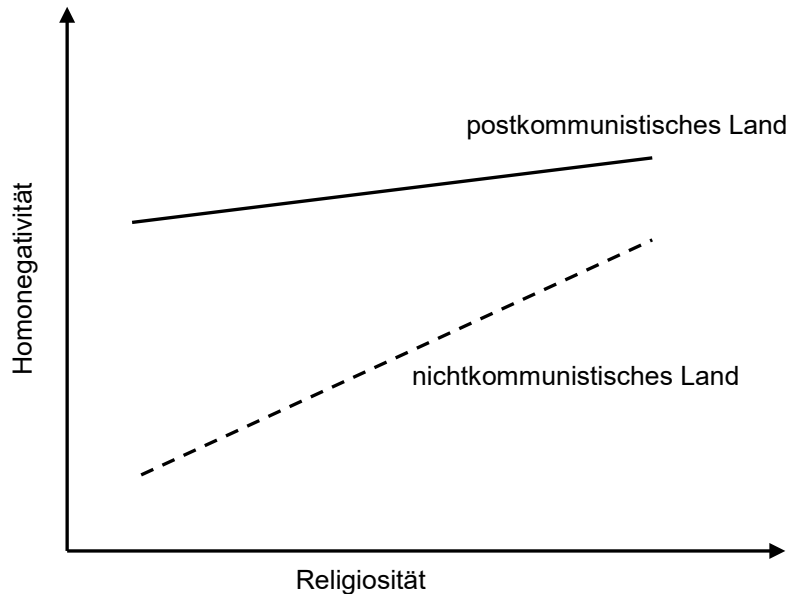 postkommunistisches Land
Homonegativität
nichtkommunistisches Land
Religiosität